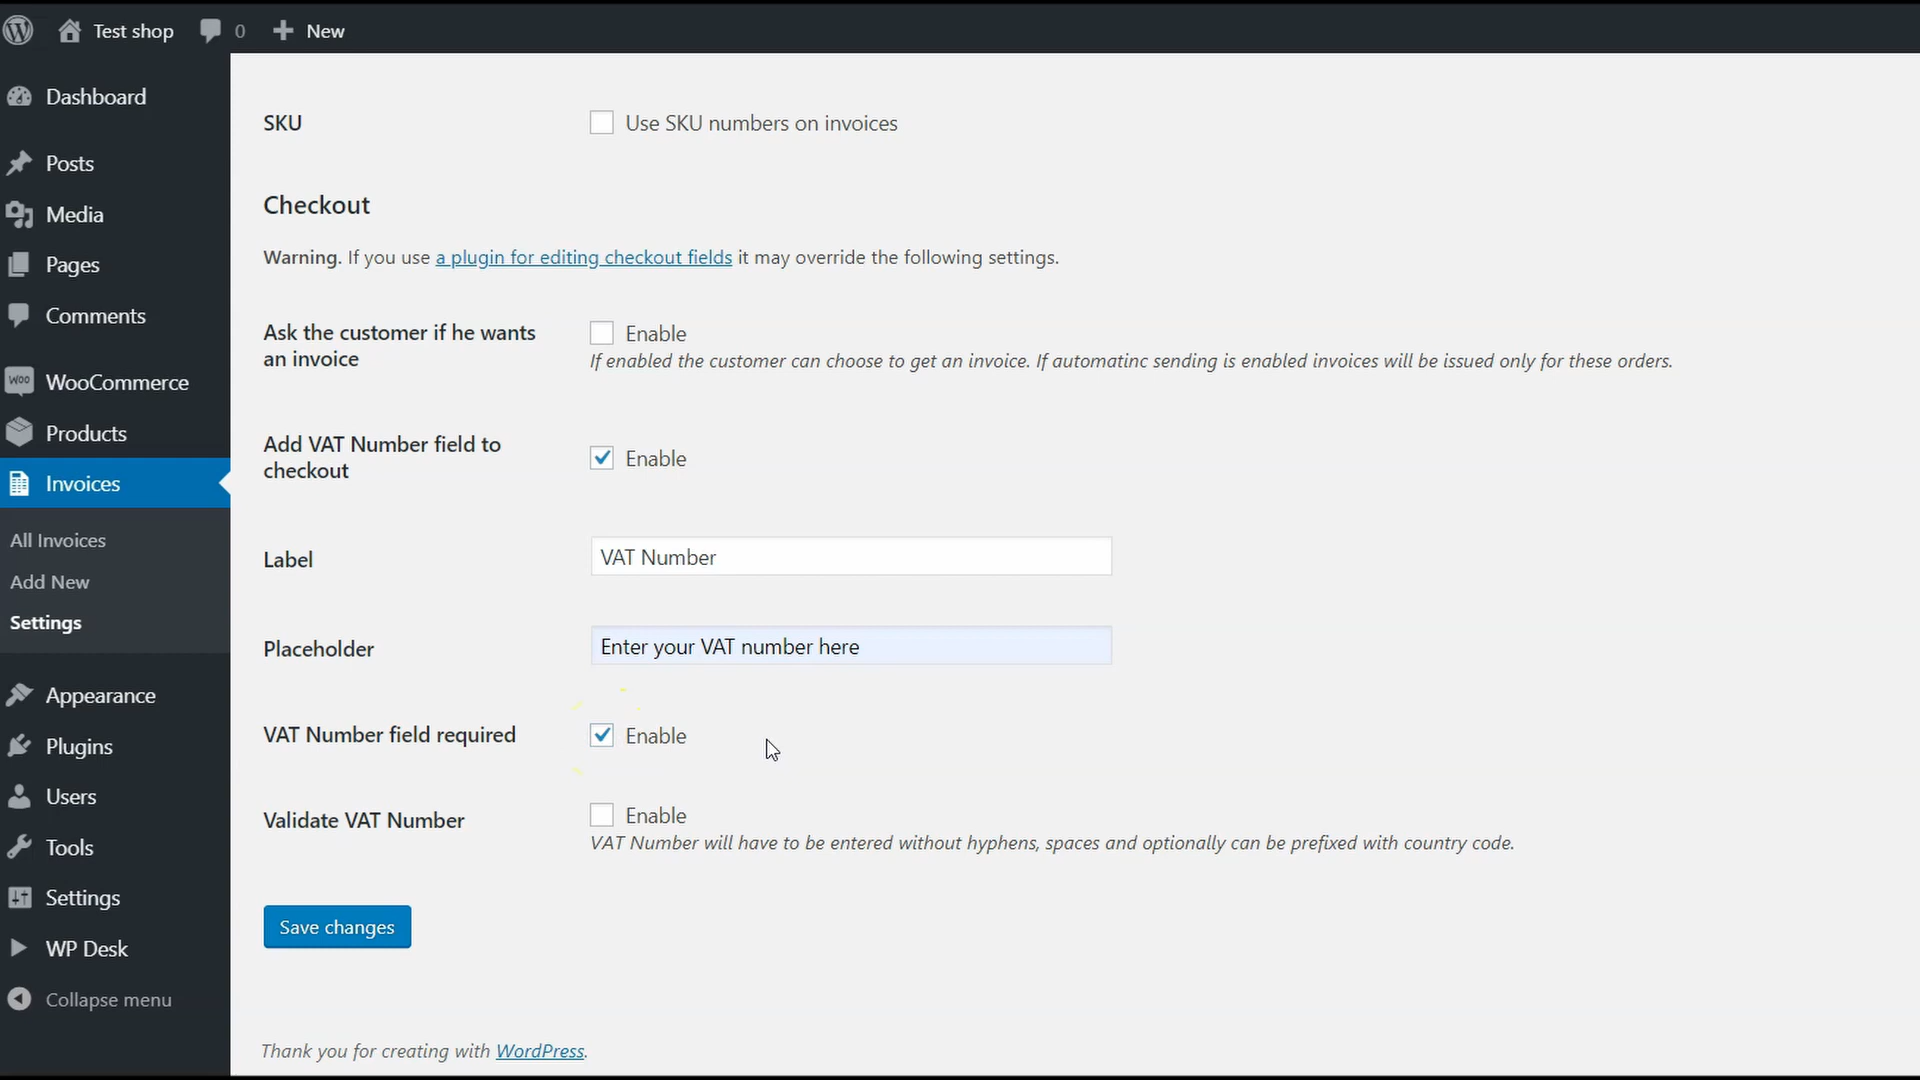 Test shop 0 New
Dashboard
Posts
Media
Pages
Comments
WOO WooCommerce
Products
Invoices
All Invoices
Add New
Settings
Appearance
Plugins
Users
Tools
Settings
WP Desk
Collapse menu
SKU
Use SKU numbers on invoices
Checkout
Warning. If you use a plugin for editing checkout fields it may override the following settings.
Ask the customer if he wants
an invoice
Enable
If enabled the customer can choose to get an invoice. If automatinc sending is enabled invoices will be issued only for these orders.
Add VAT Number field to
checkout
Enable
Label
VAT Number
Placeholder
Enter your VAT number here
VAT Number field required
Enable
Validate VAT Number
Enable
VAT Number will have to be entered without hyphens, spaces and optionally can be prefixed with country code.
Save changes
Thank you for creating with WordPress.